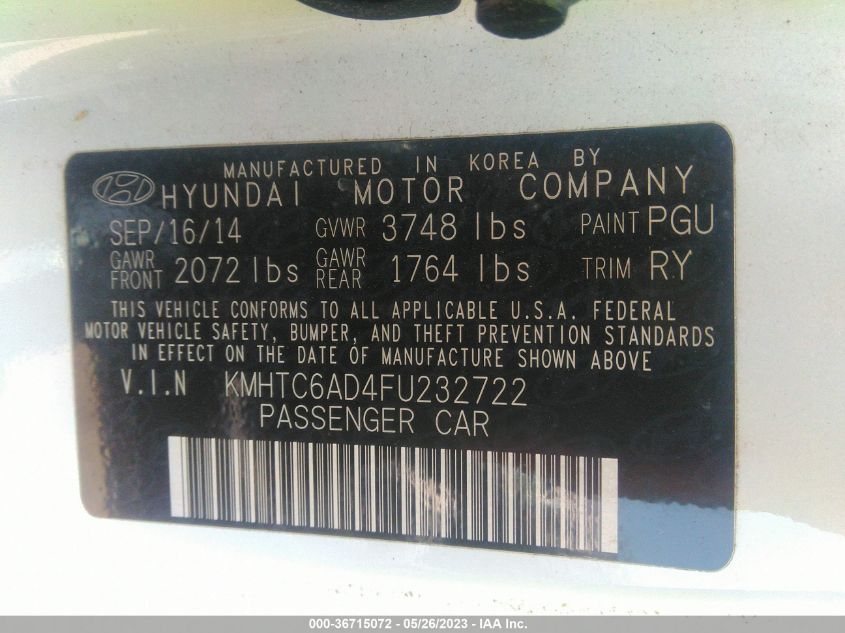 MANUFACTURED IN KOREA BY
HYUNDAI MOTOR COMPANY
SEP/16/14 GVWR 3748 lbs PAINT PGU
GAWR FRONT 2072 lbs GAWR REAR 1764 lbs TRIM RY
THIS VEHICLE CONFORMS TO ALL APPLICABLE U.S.A. FEDERAL
MOTOR VEHICLE SAFETY, BUMPER, AND THEFT PREVENTION STANDARDS
IN EFFECT ON THE DATE OF MANUFACTURE SHOWN ABOVE
V.I.N KMHTC6AD4FU232722
PASSENGER CAR
000-36715072 - 05/26/2023 - IAA Inc.